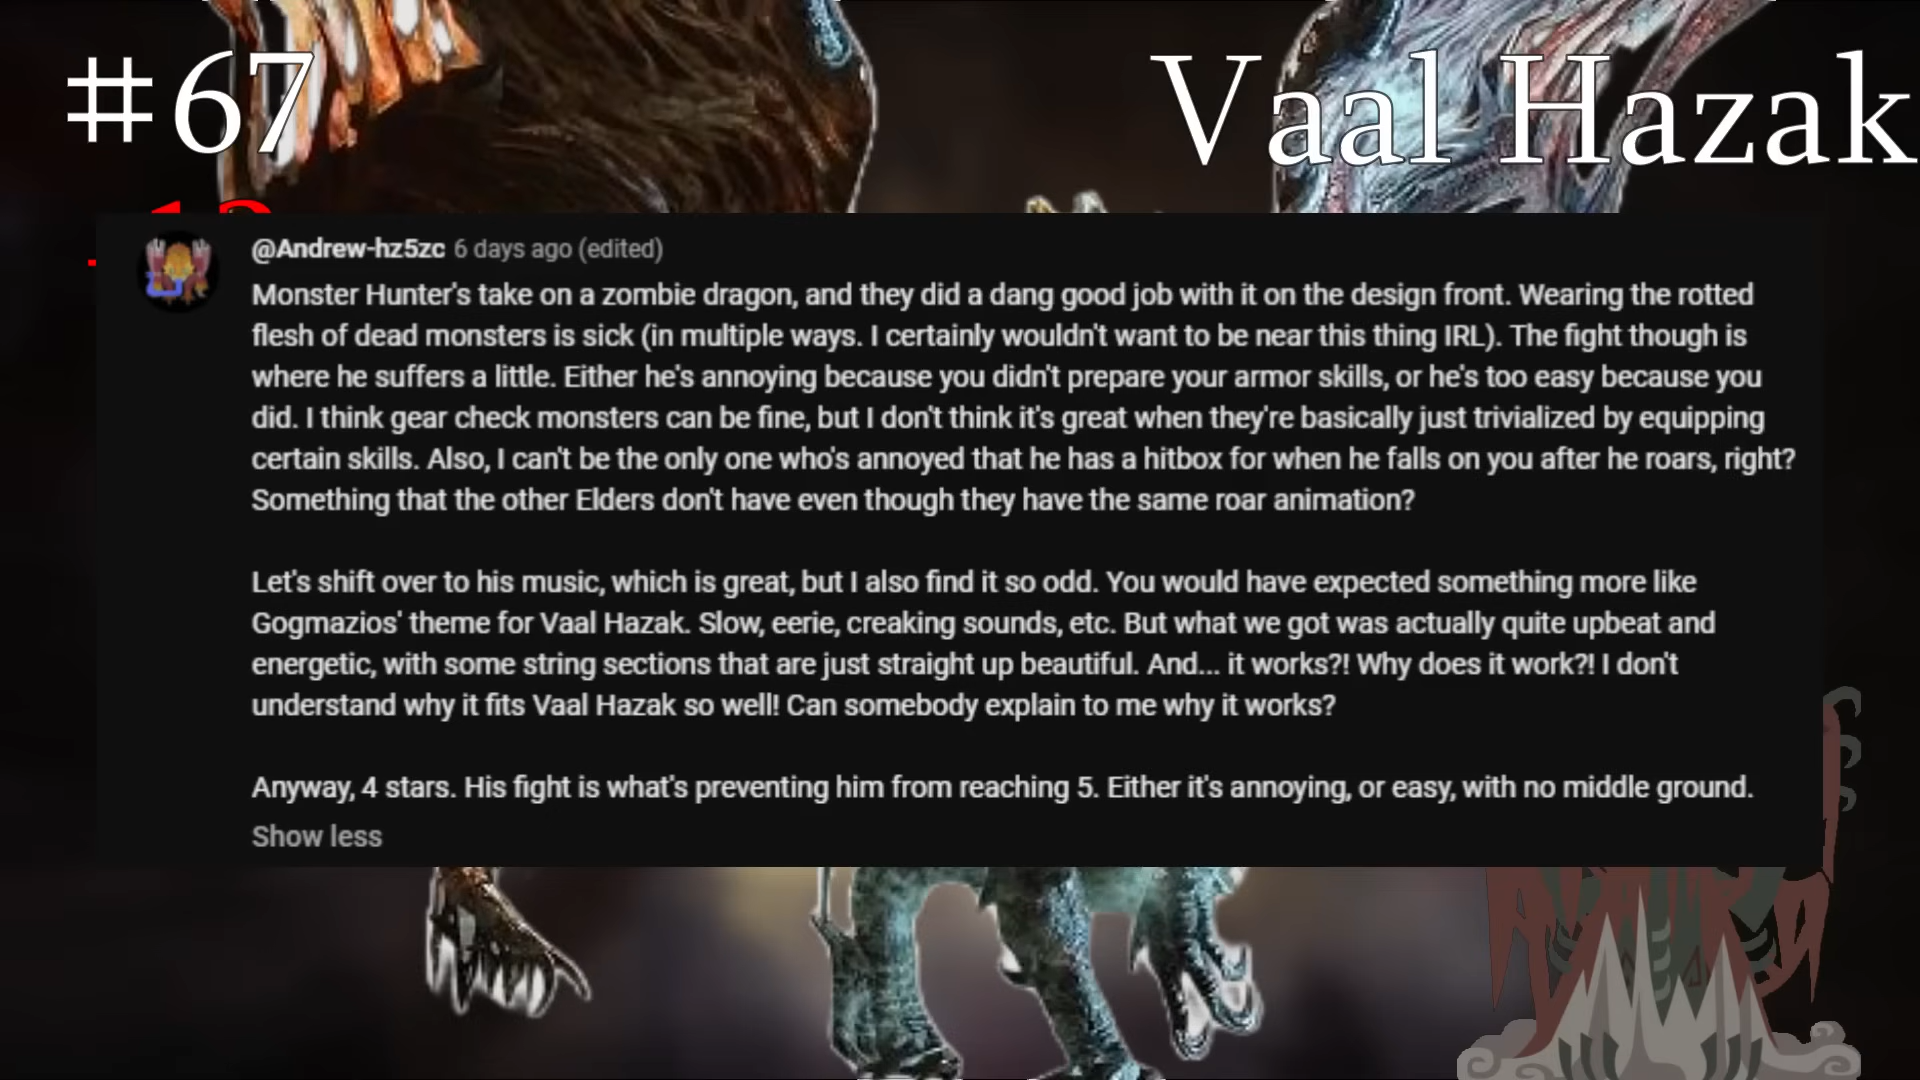 #67
Vaal Hazak
@Andrew-hz5zc 6 days ago (edited)
Monster Hunter's take on a zombie dragon, and they did a dang good job with it on the design front. Wearing the rotted
flesh of dead monsters is sick (in multiple ways. I certainly wouldn't want to be near this thing IRL). The fight though is
where he suffers a little. Either he's annoying because you didn't prepare your armor skills, or he's too easy because you
did. I think gear check monsters can be fine, but I don't think it's great when they're basically just trivialized by equipping
certain skills. Also, I can't be the only one who's annoyed that he has a hitbox for when he falls on you after he roars, right?
Something that the other Elders don't have even though they have the same roar animation?
Let's shift over to his music, which is great, but I also find it so odd. You would have expected something more like
Gogmazios' theme for Vaal Hazak. Slow, eerie, creaking sounds, etc. But what we got was actually quite upbeat and
energetic, with some string sections that are just straight up beautiful. And... it works?! Why does it work?! I don't
understand why it fits Vaal Hazak so well! Can somebody explain to me why it works?
Anyway, 4 stars. His fight is what's preventing him from reaching 5. Either it's annoying, or easy, with no middle ground.
Show less